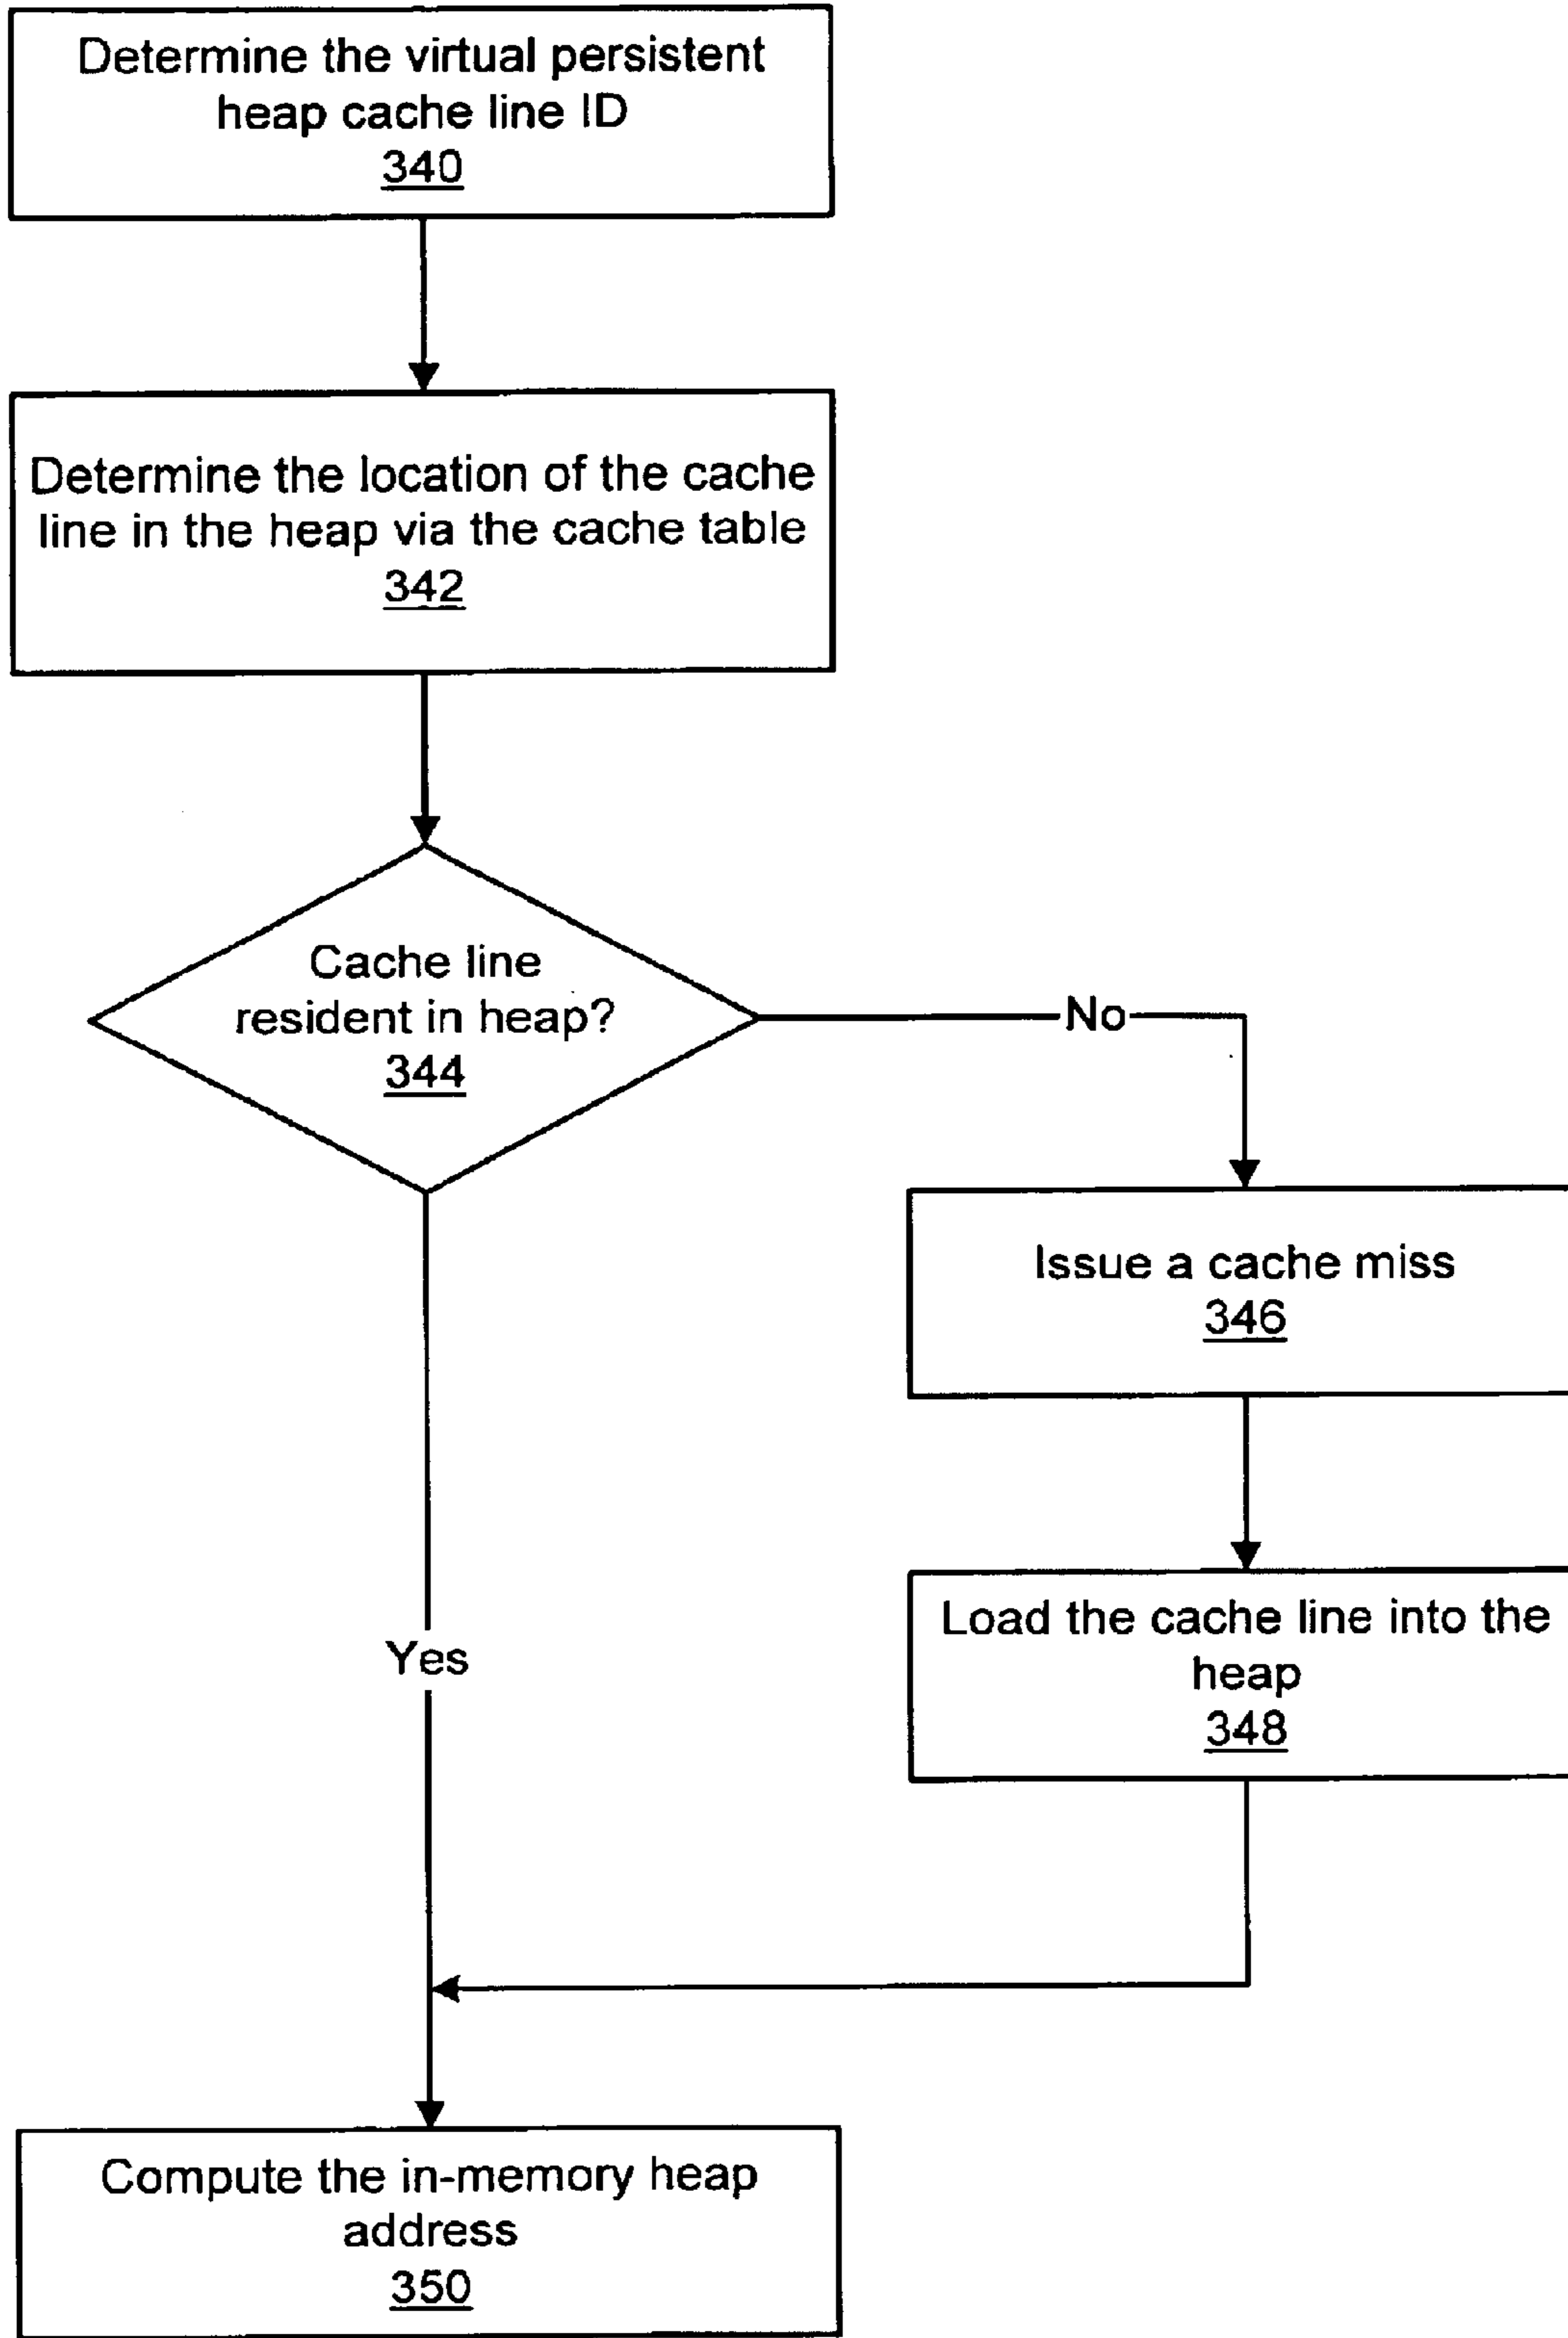 Determine the virtual persistent
heap cache line ID
340
Determine the location of the cache
line in the heap via the cache table
342
Cache line
resident in heap?
344
No
Issue a cache miss
346
Load the cache line into the
heap
348
Yes
Compute the in-memory heap
address
350